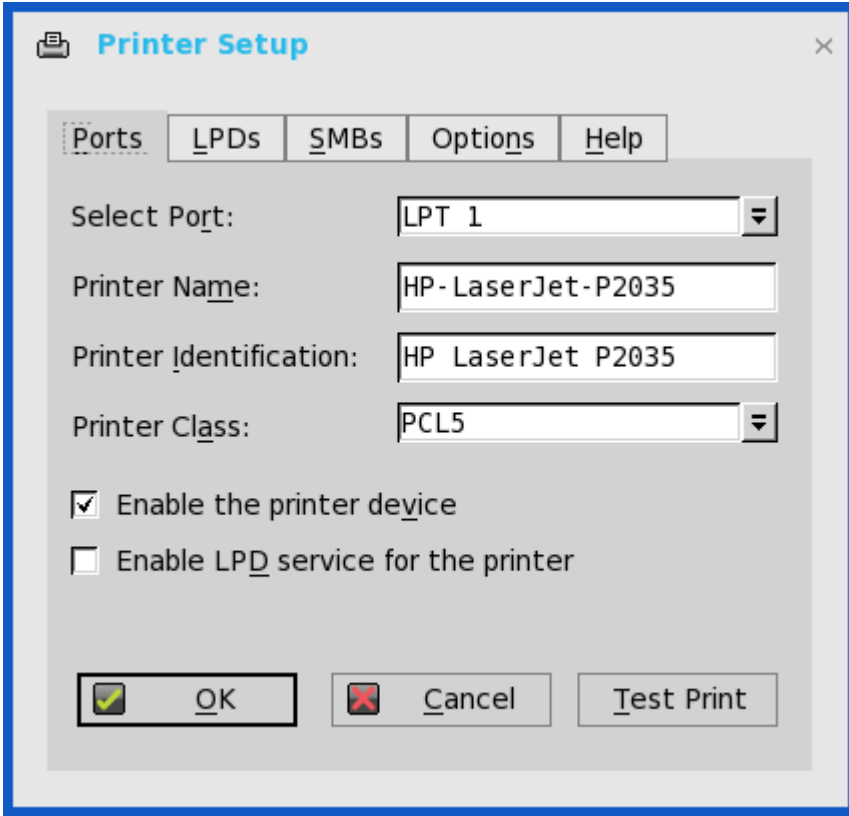 Printer Setup
Ports LPDs SMBs Options Help
Select Port: LPT 1
Printer Name: HP-LaserJet-P2035
Printer Identification: HP LaserJet P2035
Printer Class: PCL5
Enable the printer device
Enable LPD service for the printer
OK Cancel Test Print